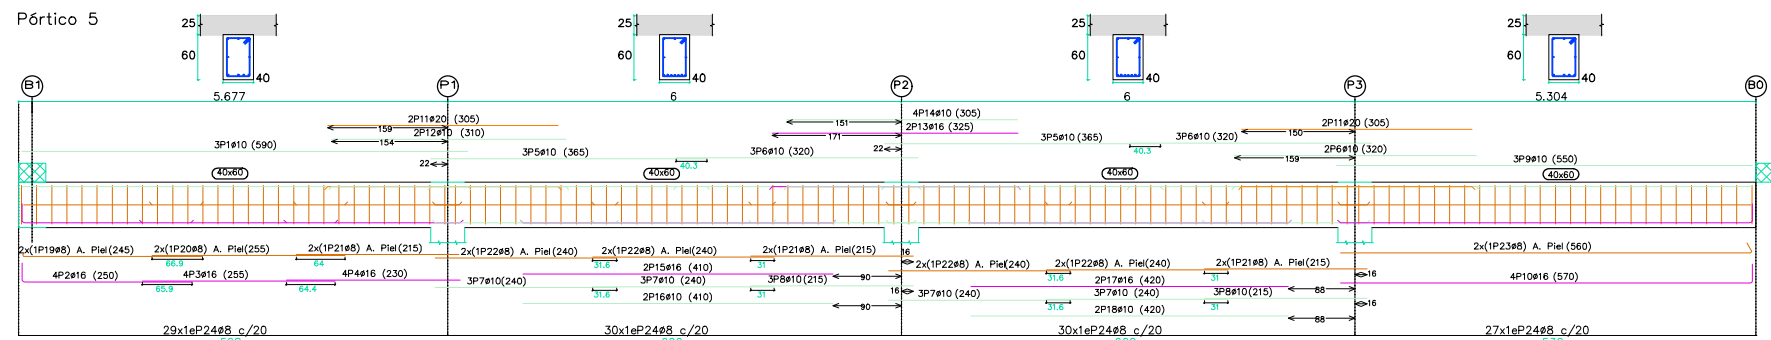 Pórtico 5
25 25 25 25
60 60 60 60
40 40 40 40
B1 P1 P2 P3 B0
5.677 6 6 5.304
4P14ø10 (305)
2P11ø20 (305) 151 2P11ø20 (305)
159 2P13ø16 (325) 150
2P12ø10 (310) 171 3P5ø10 (365) 3P6ø10 (320)
154
3P1ø10 (590) 22 40.3 2P6ø10 (320)
3P5ø10 (365) 3P6ø10 (320) 159
22 40.3 3P9ø10 (550)
40x60 40x60 40x60 40x60
2x(1P19ø8) A. Piel(245) 2x(1P20ø8) A. Piel(255) 2x(1P21ø8) A. Piel(215) 2x(1P22ø8) A. Piel(240) 2x(1P22ø8) A. Piel(240) 2x(1P21ø8) A. Piel(215) 16 2x(1P23ø8) A. Piel (560)
66.9 64 31.6 31 2x(1P22ø8) A. Piel(240) 2x(1P22ø8) A. Piel(240) 2x(1P21ø8) A. Piel(215)
4P2ø16 (250) 4P3ø16 (255) 4P4ø16 (230) 2P15ø16 (410) 90 31.6 31 16 4P10ø16 (570)
65.9 64.4 3P7ø10(240) 3P7ø10 (240) 3P8ø10(215) 2P17ø16 (420) 88
31.6 31 16 3P7ø10 (240) 3P7ø10 (240) 3P8ø10(215)
2P16ø10 (410) 90 31.6 31 16
2P18ø10 (420) 88
29x1eP24ø8 c/20 30x1eP24ø8 c/20 30x1eP24ø8 c/20 27x1eP24ø8 c/20